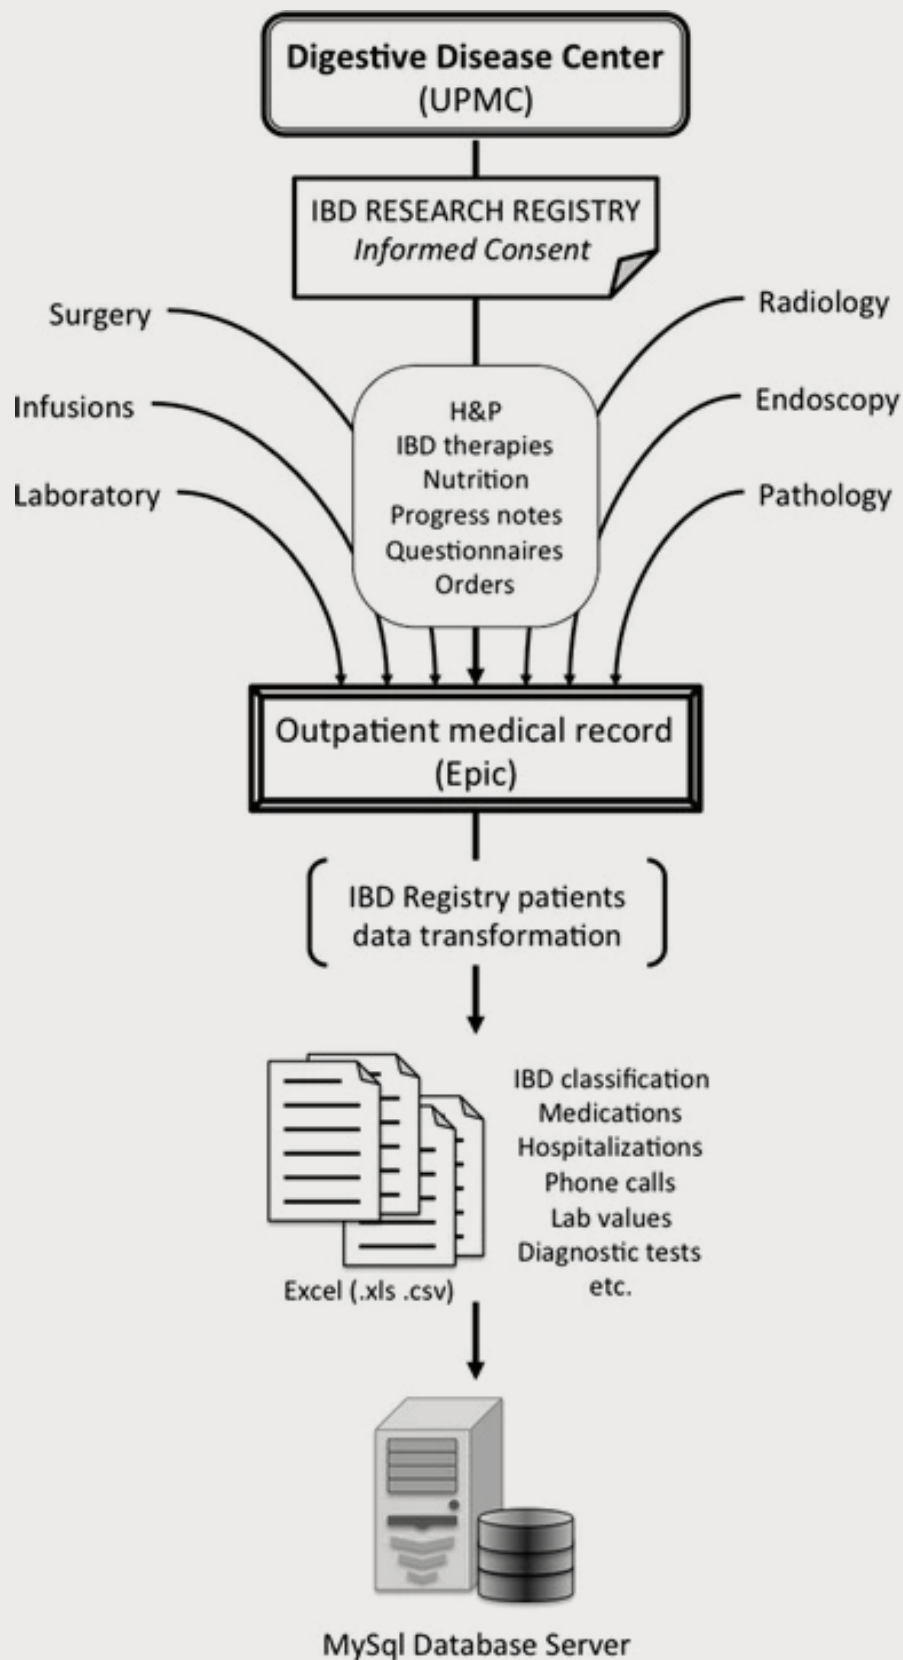 Digestive Disease Center
(UPMC)
IBD RESEARCH REGISTRY
Informed Consent
Surgery
Infusions
Laboratory
Radiology
Endoscopy
Pathology
H&P
IBD therapies
Nutrition
Progress notes
Questionnaires
Orders
Outpatient medical record
(Epic)
IBD Registry patients
data transformation
IBD classification
Medications
Hospitalizations
Phone calls
Lab values
Diagnostic tests
etc.
Excel (.xls .csv)
MySql Database Server